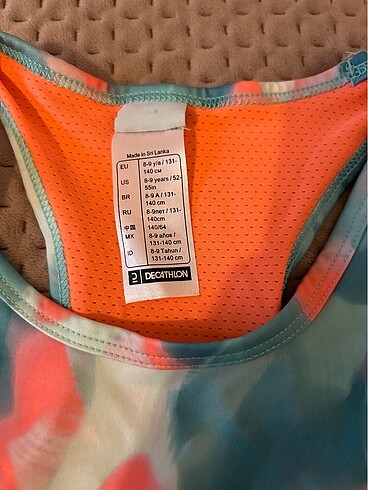 Made in Sri Lanka
EU 8-9 y/a / 131-
140 см
US 8-9 years / 52-
55in
BR 8-9 A / 131-
140 cm
RU 8-9лет / 131-
140cm
中国 140/64
MX 8-9 años /
131-140 cm
ID 8-9 Tahun /
131-140 cm
DECATHLON